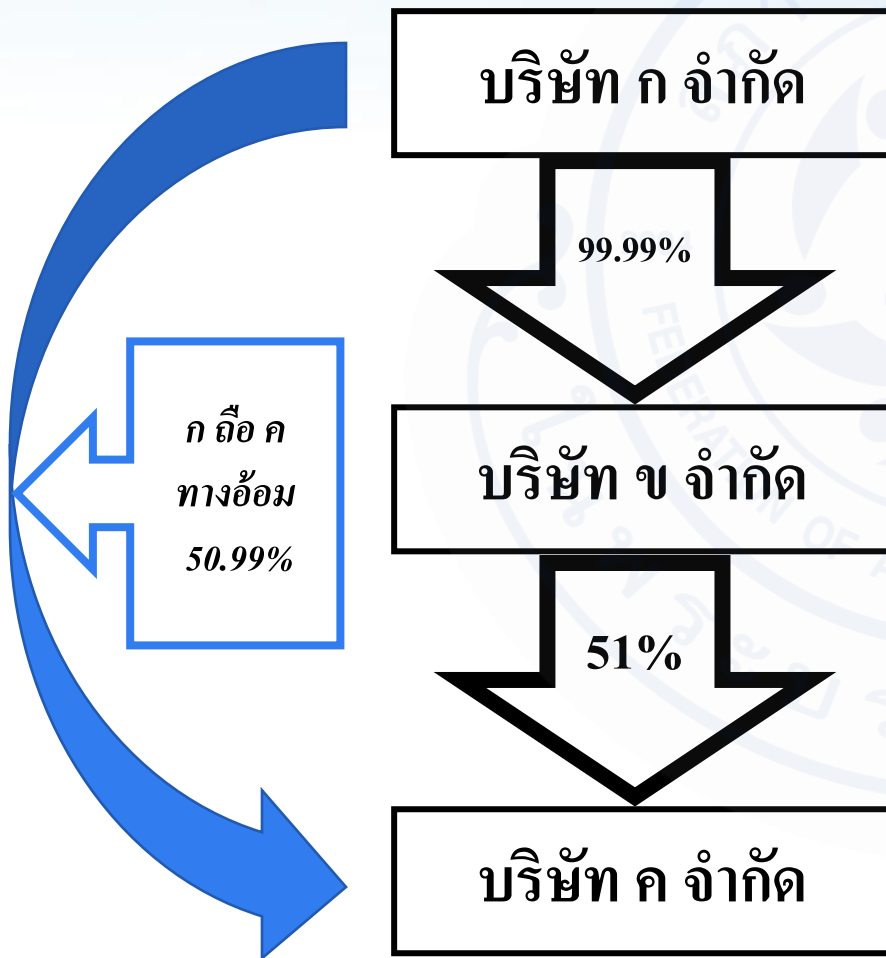 บริษัท ก จำกัด
99.99%
ก ถือ ค
ทางอ้อม
50.99%
บริษัท ข จำกัด
51%
บริษัท ค จำกัด